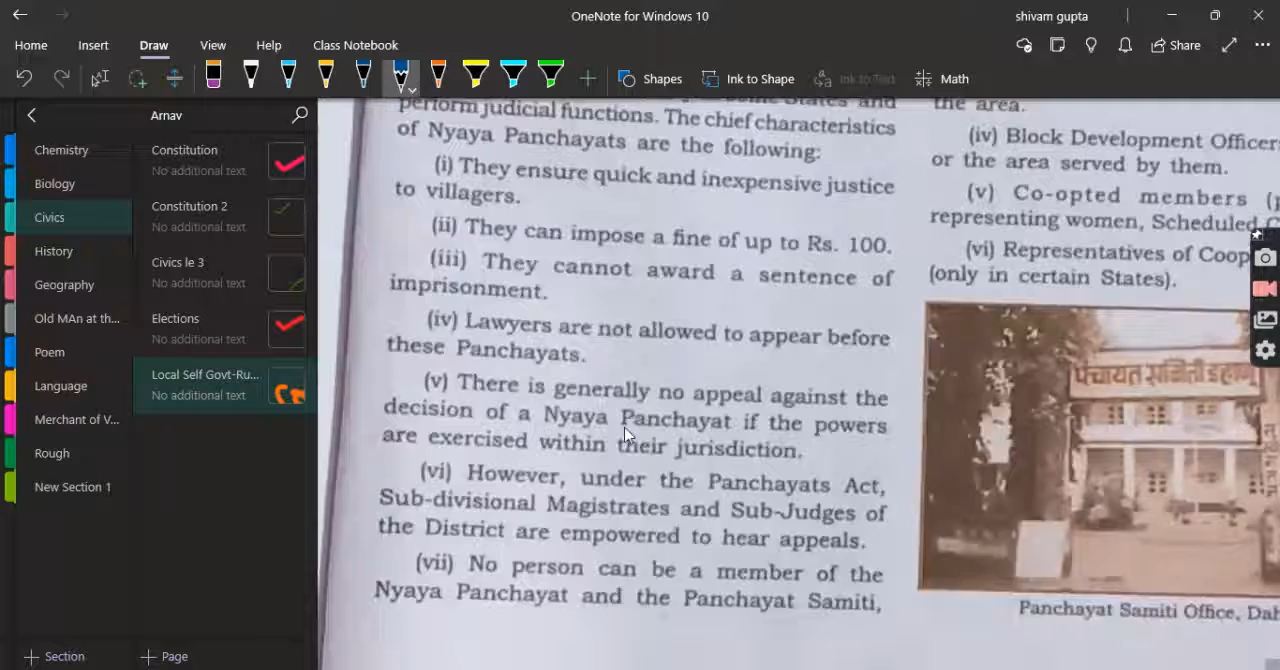 OneNote for Windows 10
shivam gupta
Home
Insert
Draw
View
Help
Class Notebook
Share
Shapes
Ink to Shape
Ink to Text
Math
Arnav
Chemistry
Biology
Civics
History
Geography
Old MAn at th...
Poem
Language
Merchant of V...
Rough
New Section 1
Section
Constitution
No additional text
Constitution 2
No additional text
Civics le 3
No additional text
Elections
No additional text
Local Self Govt-Ru...
No additional text
Page
States and
perform judicial functions. The chief characteristics
of Nyaya Panchayats are the following:
(i) They ensure quick and inexpensive justice
to villagers.
(ii) They can impose a fine of up to Rs. 100.
(iii) They cannot award a sentence of
imprisonment.
(iv) Lawyers are not allowed to appear before
these Panchayats.
(v) There is generally no appeal against the
decision of a Nyaya Panchayat if the powers
are exercised within their jurisdiction.
(vi) However, under the Panchayats Act,
Sub-divisional Magistrates and Sub-Judges of
the District are empowered to hear appeals.
(vii) No person can be a member of the
Nyaya Panchayat and the Panchayat Samiti,
the area.
(iv) Block Development Officer
or the area served by them.
(v) Co-opted members (
representing women, Scheduled
(vi) Representatives of Coop
(only in certain States).
पंचायत समिती डहाणू
Panchayat Samiti Office, Dah